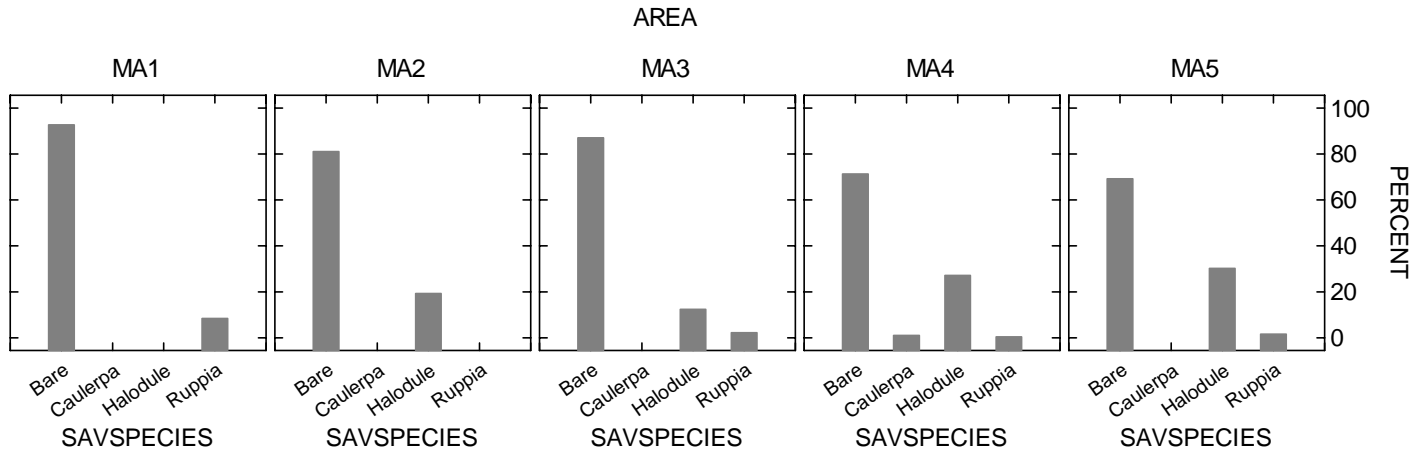 AREA
MA1 MA2 MA3 MA4 MA5
100
80
60
40
20
0
PERCENT
Bare Caulerpa Halodule Ruppia Bare Caulerpa Halodule Ruppia Bare Caulerpa Halodule Ruppia Bare Caulerpa Halodule Ruppia Bare Caulerpa Halodule Ruppia
SAVSPECIES SAVSPECIES SAVSPECIES SAVSPECIES SAVSPECIES